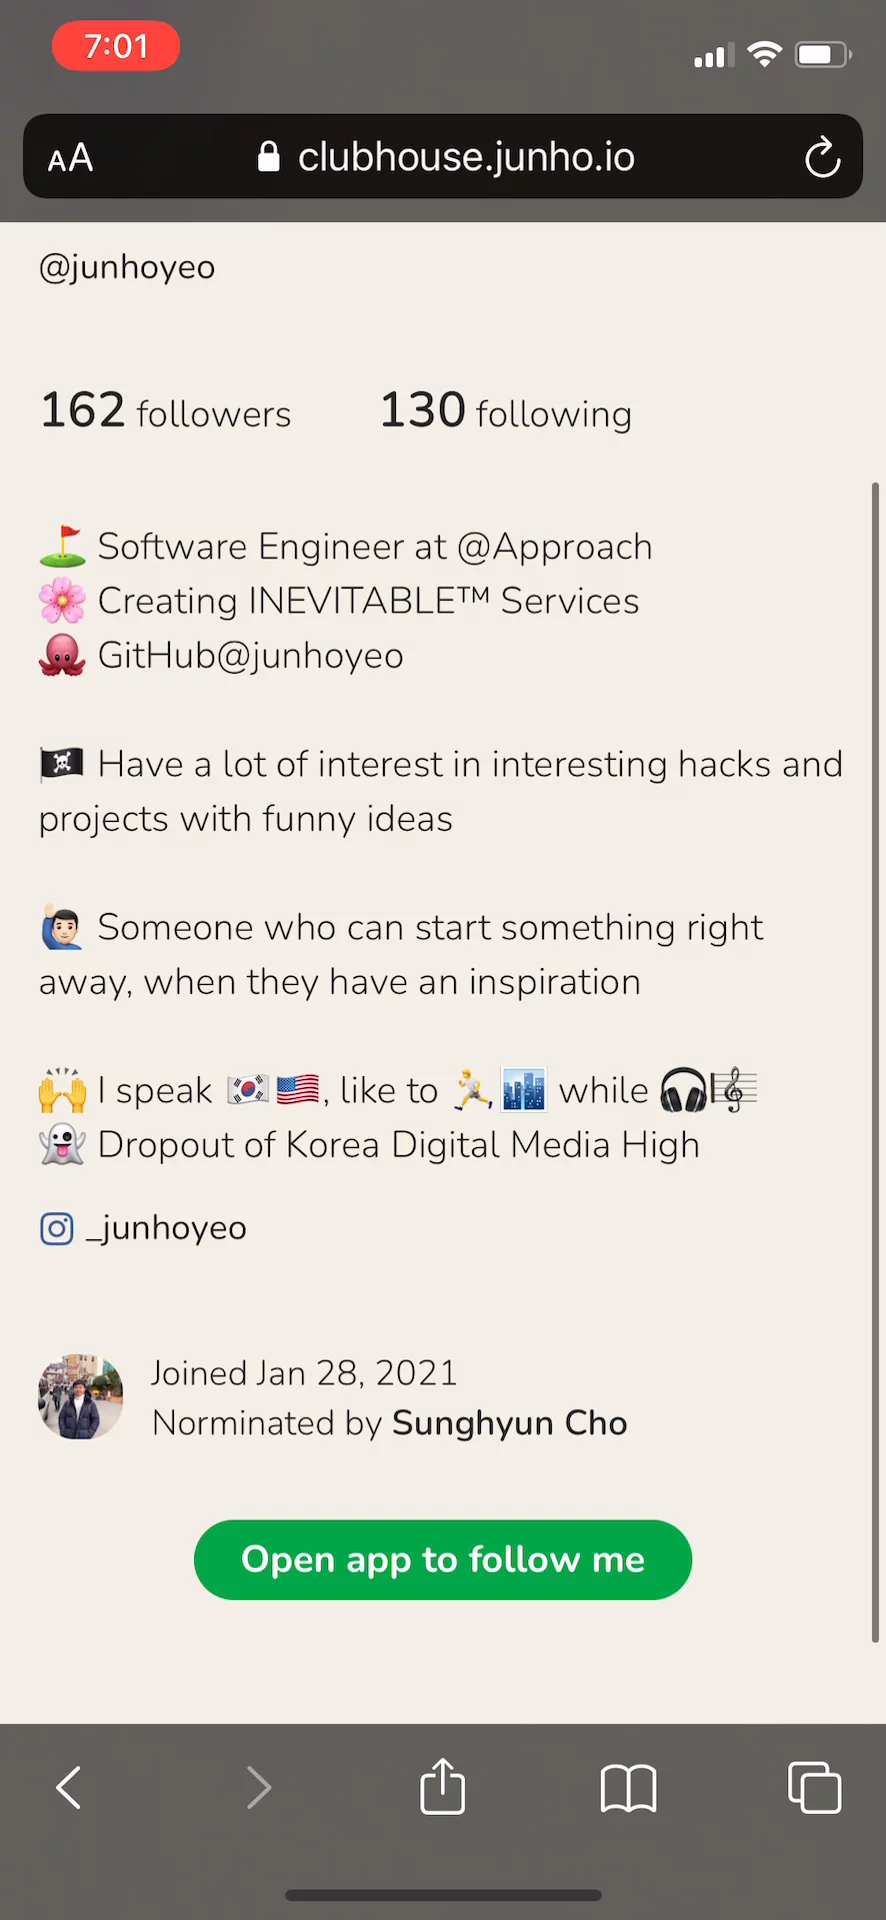 7:01
AA clubhouse.junho.io
@junhoyeo
162 followers 130 following
⛳ Software Engineer at @Approach
🌸 Creating INEVITABLE™ Services
🐙 GitHub@junhoyeo
🏴‍☠️ Have a lot of interest in interesting hacks and
projects with funny ideas
🙋🏻‍♂️ Someone who can start something right
away, when they have an inspiration
🙌 I speak 🇰🇷🇺🇸, like to 🏃🏙 while 🎧🎼
👻 Dropout of Korea Digital Media High
_junhoyeo
Joined Jan 28, 2021
Norminated by Sunghyun Cho
Open app to follow me